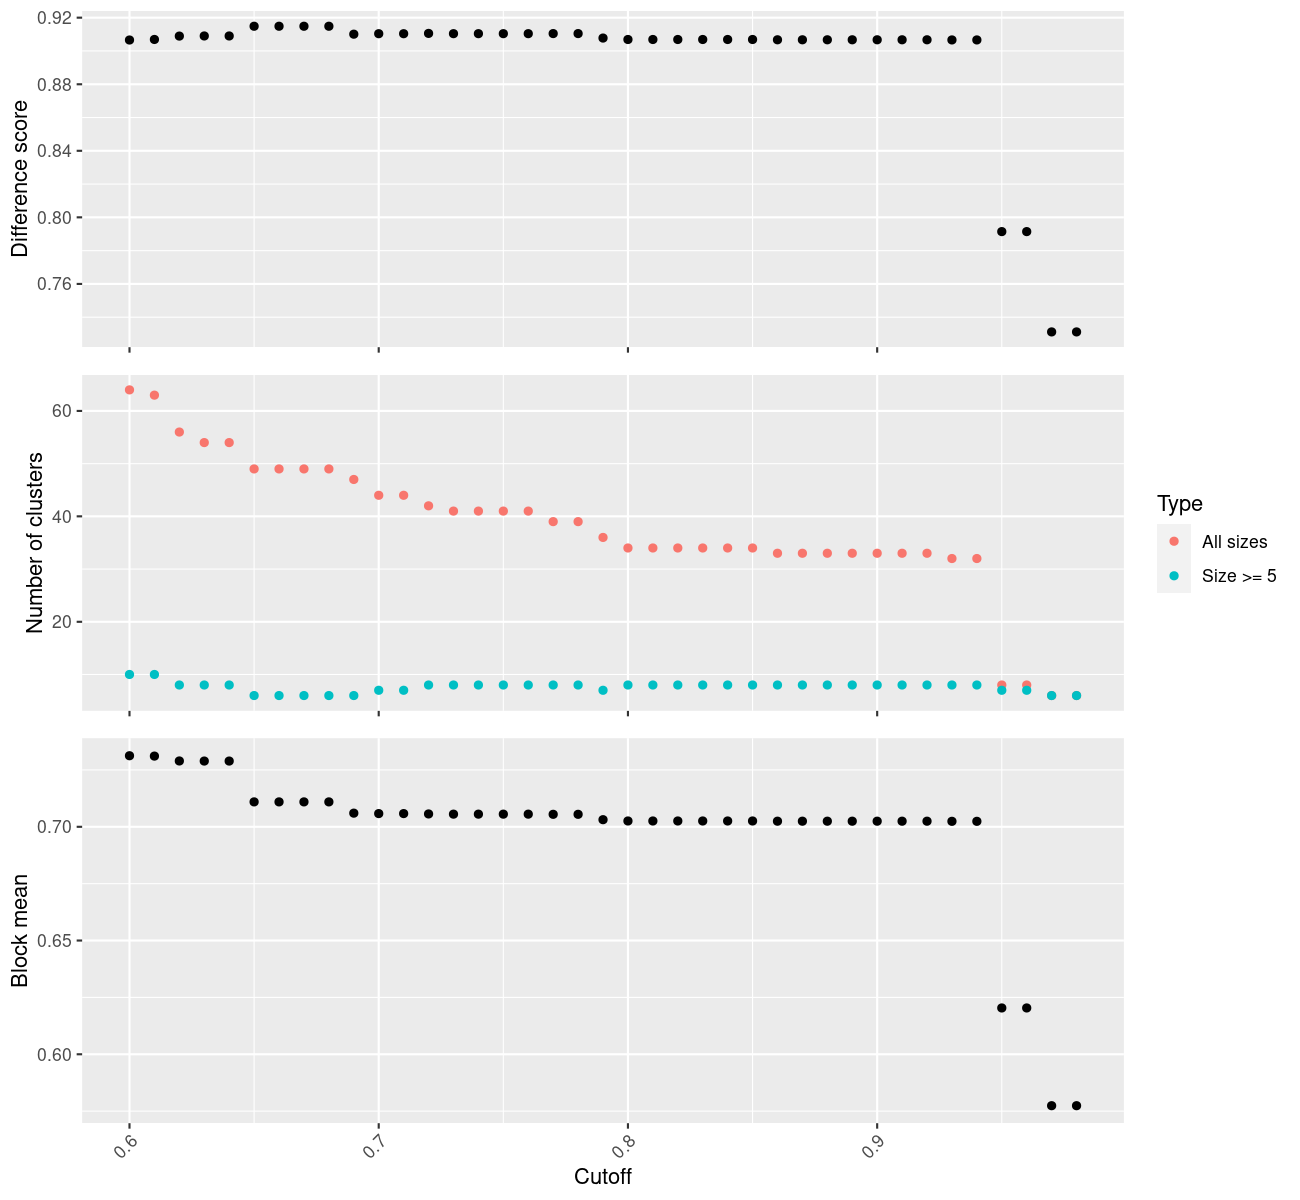 Difference score
0.92
0.88
0.84
0.80
0.76
Number of clusters
60
40
20
Type
All sizes
Size >= 5
Block mean
0.70
0.65
0.60
0.6
0.7
0.8
0.9
Cutoff